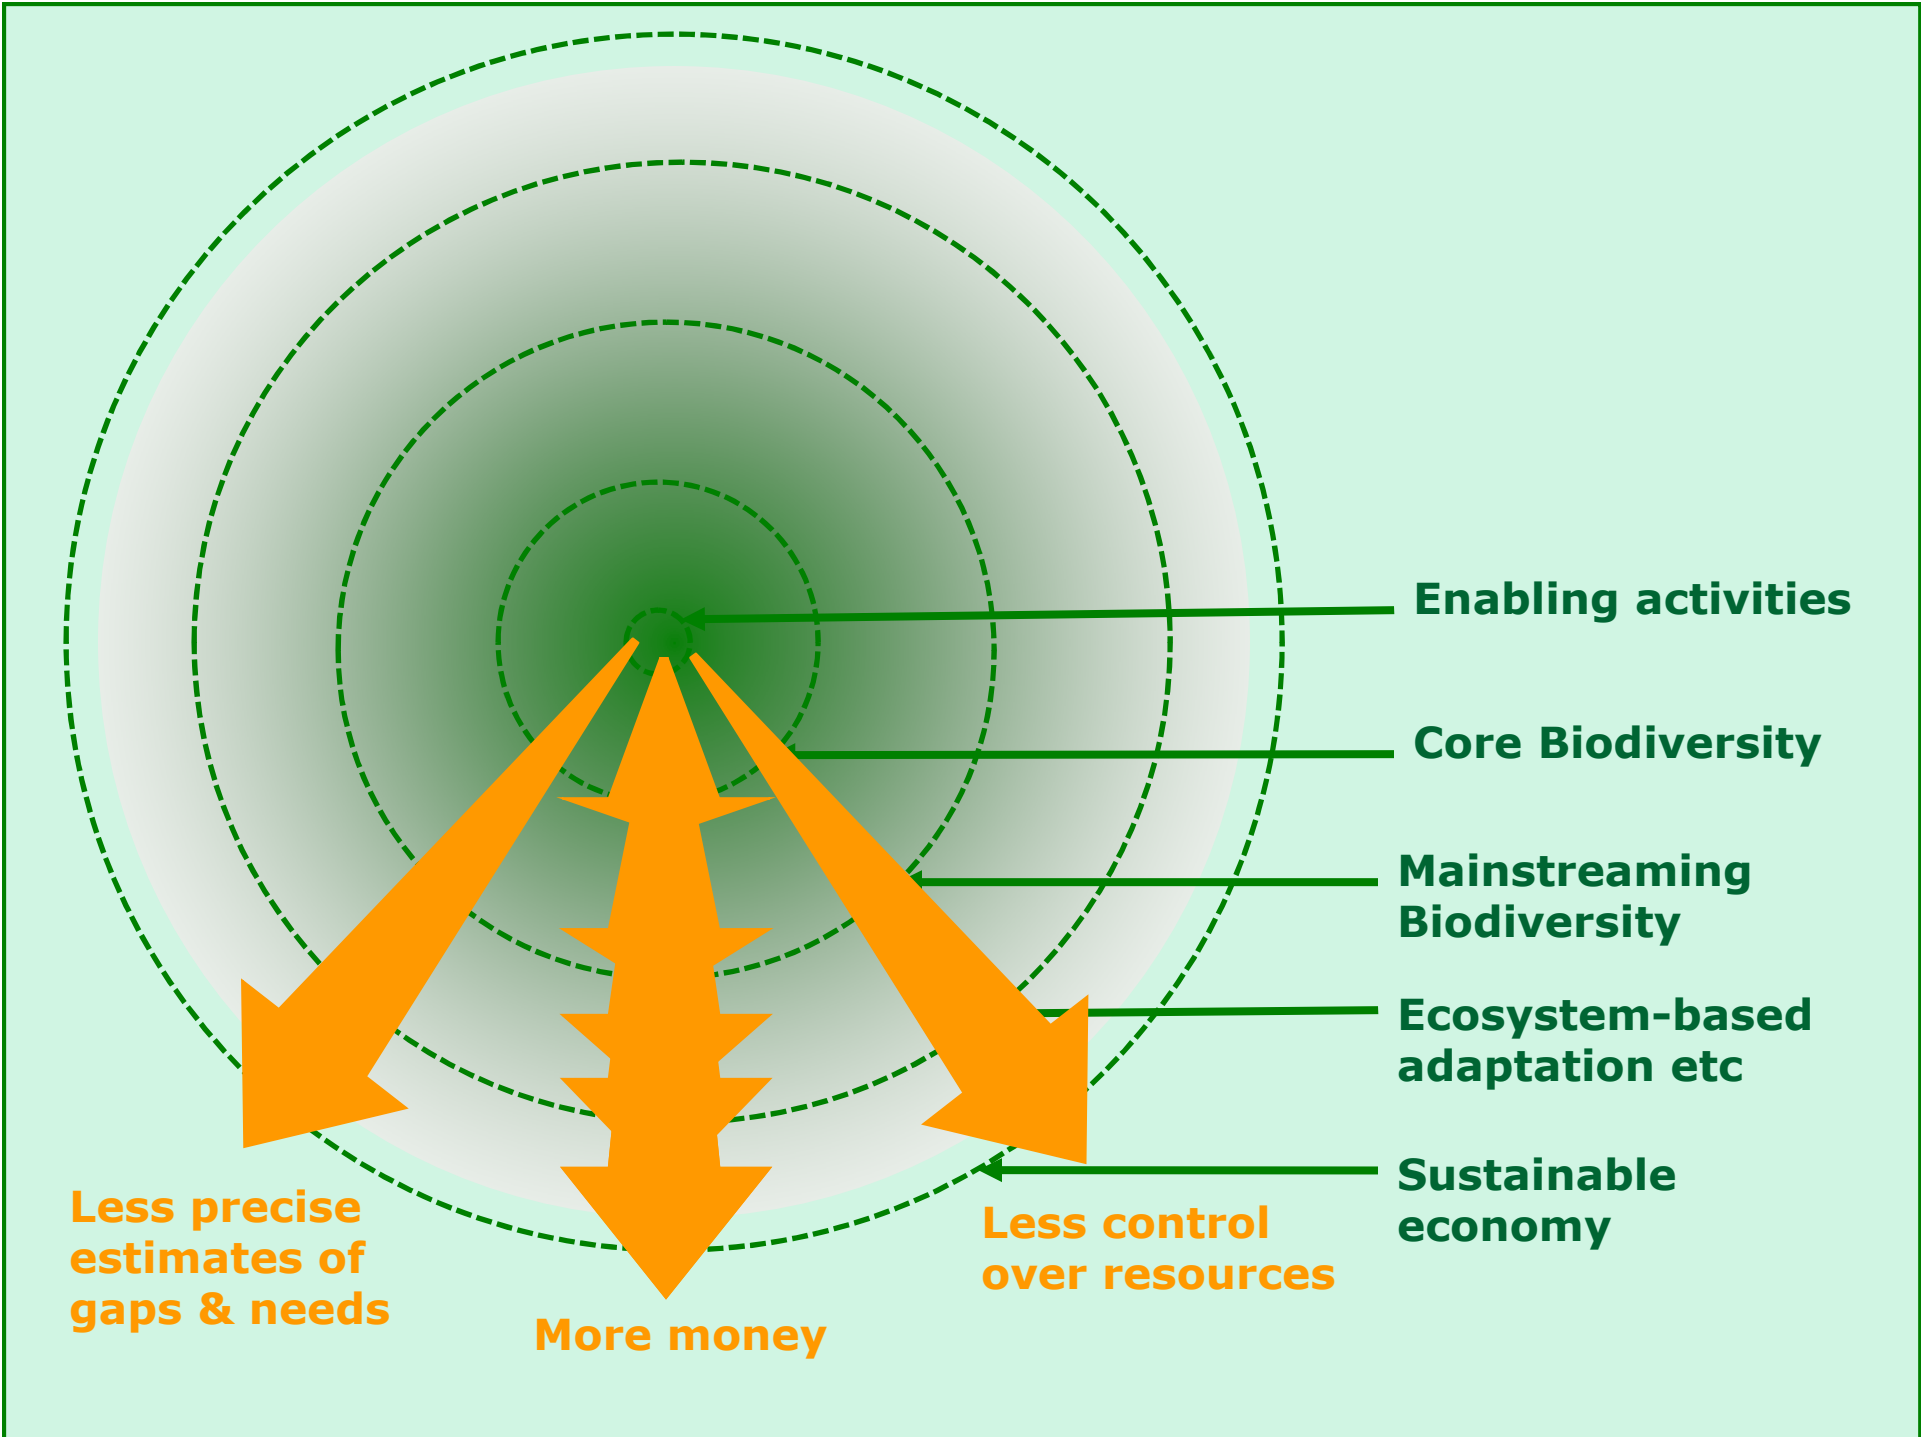 Enabling activities
Core Biodiversity
Mainstreaming
Biodiversity
Ecosystem-based
adaptation etc
Sustainable
economy
Less precise
estimates of
gaps & needs
More money
Less control
over resources